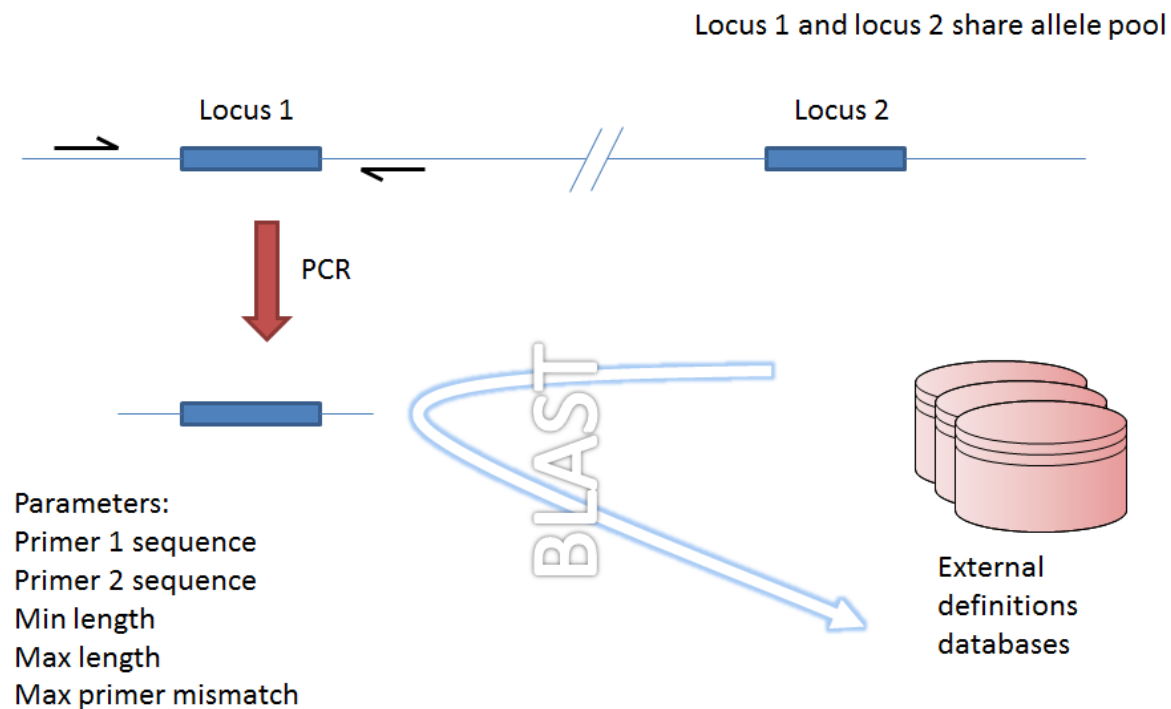 Locus 1 and locus 2 share allele pool
Locus 1
Locus 2
PCR
BLAST
Parameters:
Primer 1 sequence
Primer 2 sequence
Min length
Max length
Max primer mismatch
External
definitions
databases